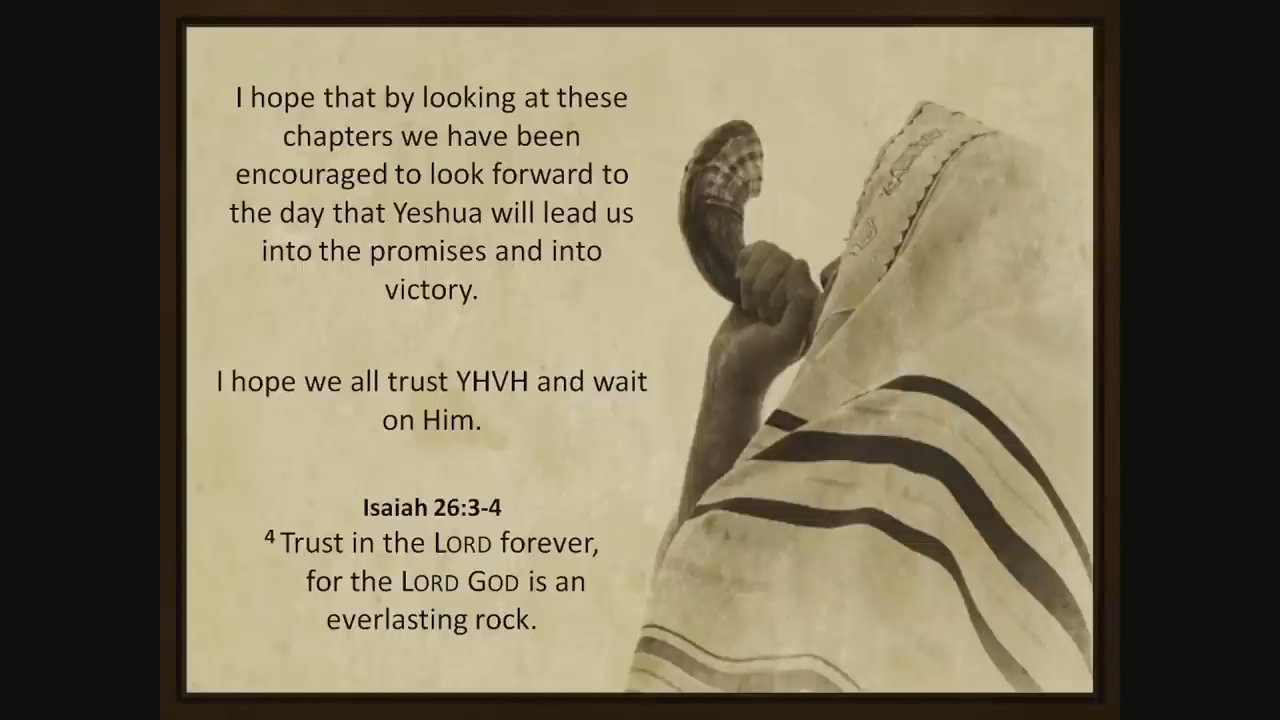 I hope that by looking at these
chapters we have been
encouraged to look forward to
the day that Yeshua will lead us
into the promises and into
victory.
I hope we all trust YHVH and wait
on Him.
Isaiah 26:3-4
4 Trust in the LORD forever,
for the LORD GOD is an
everlasting rock.